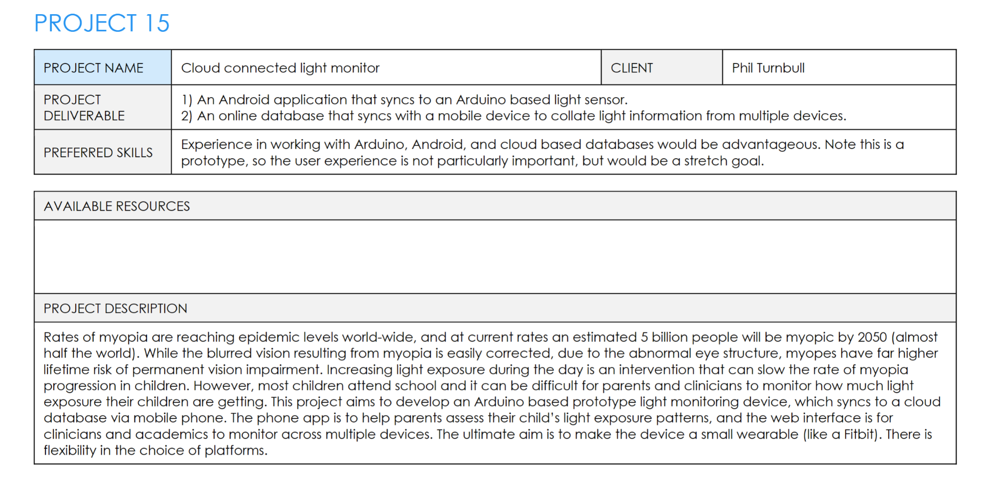 PROJECT 15
PROJECT NAME
Cloud connected light monitor
CLIENT
Phil Turnbull
PROJECT
DELIVERABLE
1) An Android application that syncs to an Arduino based light sensor.
2) An online database that syncs with a mobile device to collate light information from multiple devices.
PREFERRED SKILLS
Experience in working with Arduino, Android, and cloud based databases would be advantageous. Note this is a
prototype, so the user experience is not particularly important, but would be a stretch goal.
AVAILABLE RESOURCES
PROJECT DESCRIPTION
Rates of myopia are reaching epidemic levels world-wide, and at current rates an estimated 5 billion people will be myopic by 2050 (almost
half the world). While the blurred vision resulting from myopia is easily corrected, due to the abnormal eye structure, myopes have far higher
lifetime risk of permanent vision impairment. Increasing light exposure during the day is an intervention that can slow the rate of myopia
progression in children. However, most children attend school and it can be difficult for parents and clinicians to monitor how much light
exposure their children are getting. This project aims to develop an Arduino based prototype light monitoring device, which syncs to a cloud
database via mobile phone. The phone app is to help parents assess their child’s light exposure patterns, and the web interface is for
clinicians and academics to monitor across multiple devices. The ultimate aim is to make the device a small wearable (like a Fitbit). There is
flexibility in the choice of platforms.